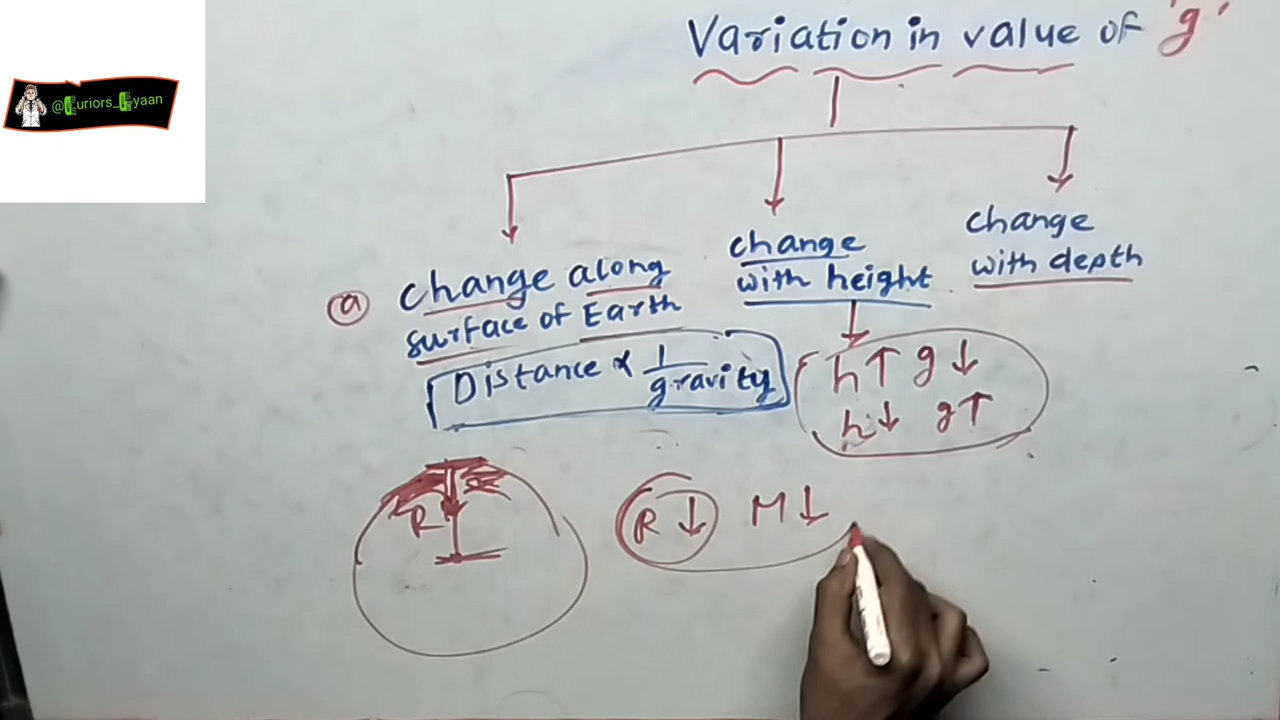 @Curiors_Gyaan
Variation in value of 'g'
change along
surface of Earth
change
with height
change
with depth
a
Distance ∝ 1/gravity
h↑ g↓
h↓ g↑
R
R↓ M↓